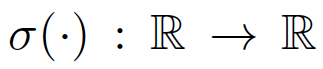 σ(·) : ℝ → ℝ